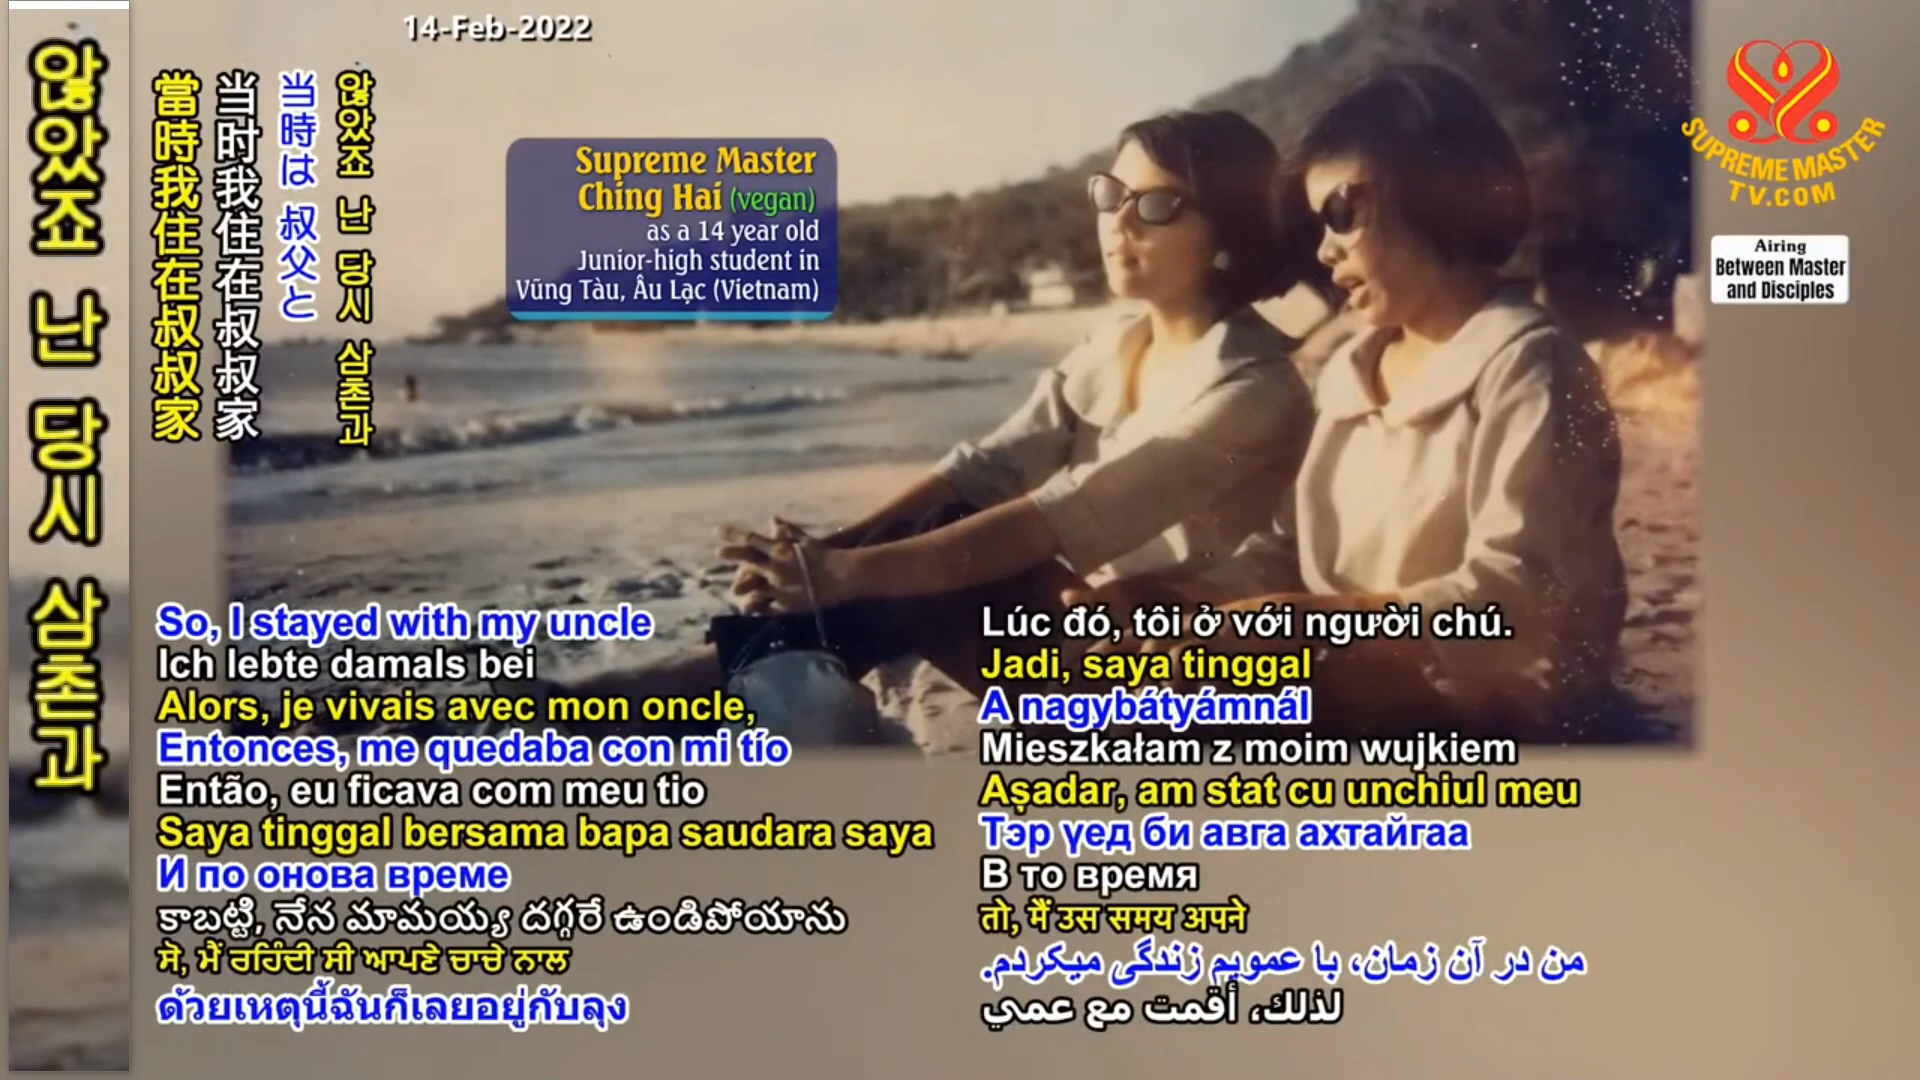 14-Feb-2022
않았죠 난 당시 삼촌과
當時我住在叔叔家
当时我住在叔叔家
当時は 叔父と
않았죠 난 당시 삼촌과
Supreme Master
Ching Hai (vegan)
as a 14 year old
Junior-high student in
Vũng Tàu, Âu Lạc (Vietnam)
SUPREME MASTER
TV.COM
Airing
Between Master
and Disciples
So, I stayed with my uncle
Ich lebte damals bei
Alors, je vivais avec mon oncle,
Entonces, me quedaba con mi tío
Então, eu ficava com meu tio
Saya tinggal bersama bapa saudara saya
И по онова време
కాబట్టి, నేన మామయ్య దగ్గరే ఉండిపోయాను
ਸੋ, ਮੈਂ ਰਹਿੰਦੀ ਸੀ ਆਪਣੇ ਚਾਚੇ ਨਾਲ
ด้วยเหตุนี้ฉันก็เลยอยู่กับลุง
Lúc đó, tôi ở với người chú.
Jadi, saya tinggal
A nagybátyámnál
Mieszkałam z moim wujkiem
Așadar, am stat cu unchiul meu
Тэр үед би авга ахтайгаа
В то время
तो, मैं उस समय अपने
من در آن زمان، با عمویم زندگی میکردم.
لذلك، أقمت مع عمي